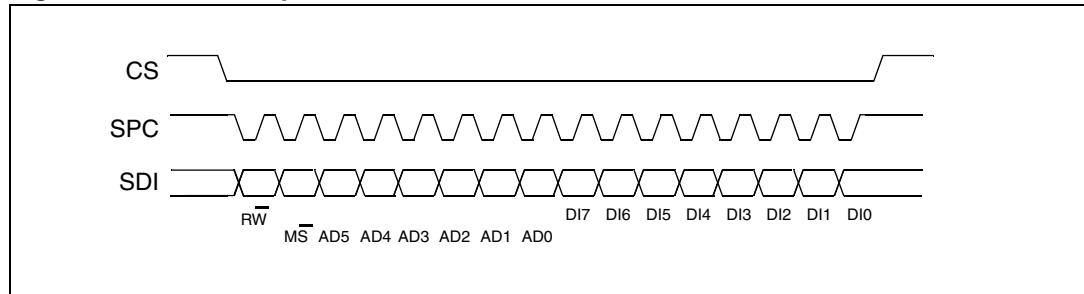 CS
SPC
SDI
RW DI7 DI6 DI5 DI4 DI3 DI2 DI1 DI0
MS AD5 AD4 AD3 AD2 AD1 AD0